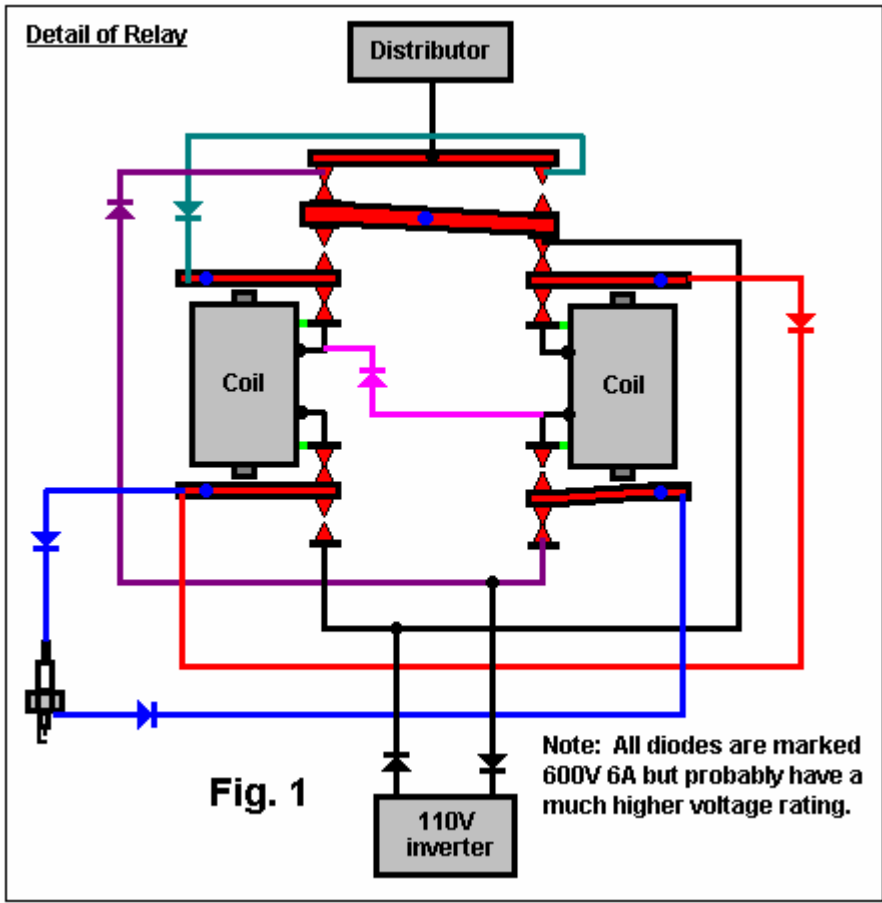 Detail of Relay
Distributor
Coil
Coil
Note:  All diodes are marked
600V 6A but probably have a
much higher voltage rating.
Fig. 1
110V
inverter